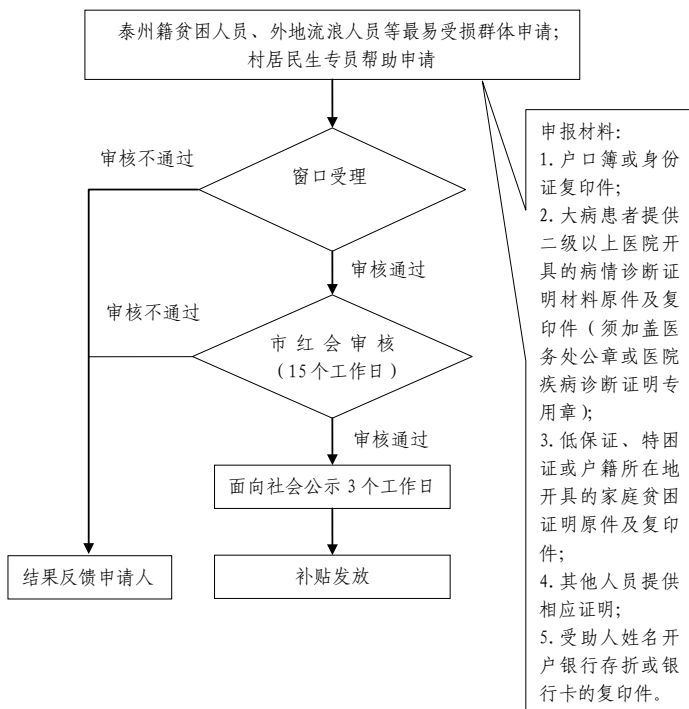 泰州籍贫困人员、外地流浪人员等最易受损群体申请；
村居民生专员帮助申请
审核不通过
窗口受理
审核通过
审核不通过
市红会审核
（15个工作日）
审核通过
面向社会公示 3 个工作日
结果反馈申请人
补贴发放
申报材料：
1. 户口簿或身份
证复印件；
2. 大病患者提供
二级以上医院开
具的病情诊断证
明材料原件及复
印件（须加盖医
务处公章或医院
疾病诊断证明专
用章）；
3. 低保证、特困
证或户籍所在地
开具的家庭贫困
证明原件及复印
件；
4. 其他人员提供
相应证明；
5. 受助人姓名开
户银行存折或银
行卡的复印件。